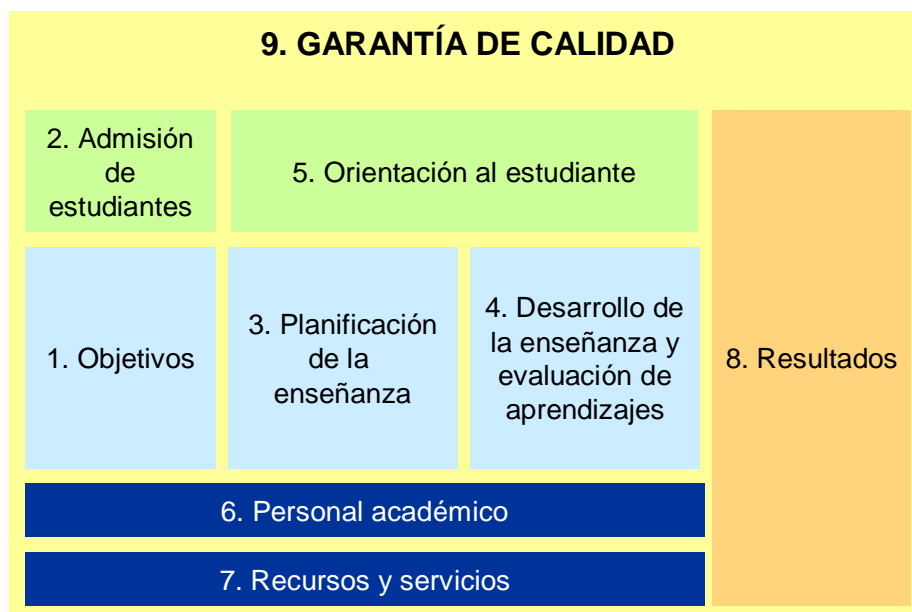 9. GARANTÍA DE CALIDAD
2. Admisión
de
estudiantes
5. Orientación al estudiante
1. Objetivos
3. Planificación
de la
enseñanza
4. Desarrollo de
la enseñanza y
evaluación de
aprendizajes
8. Resultados
6. Personal académico
7. Recursos y servicios